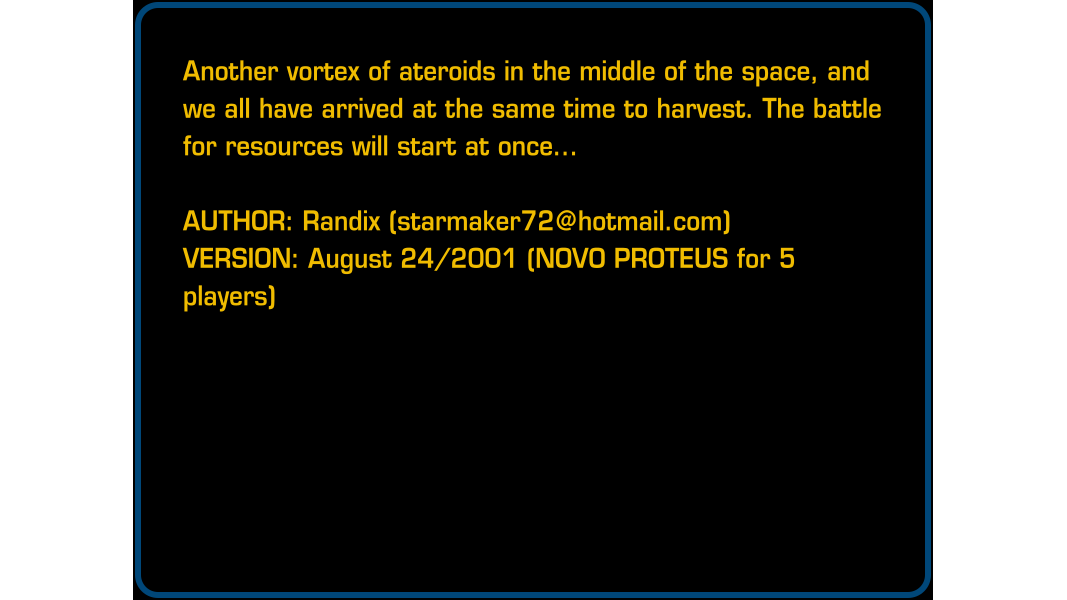 Another vortex of ateroids in the middle of the space, and
we all have arrived at the same time to harvest. The battle
for resources will start at once...
AUTHOR: Randix (starmaker72@hotmail.com)
VERSION: August 24/2001 (NOVO PROTEUS for 5
players)